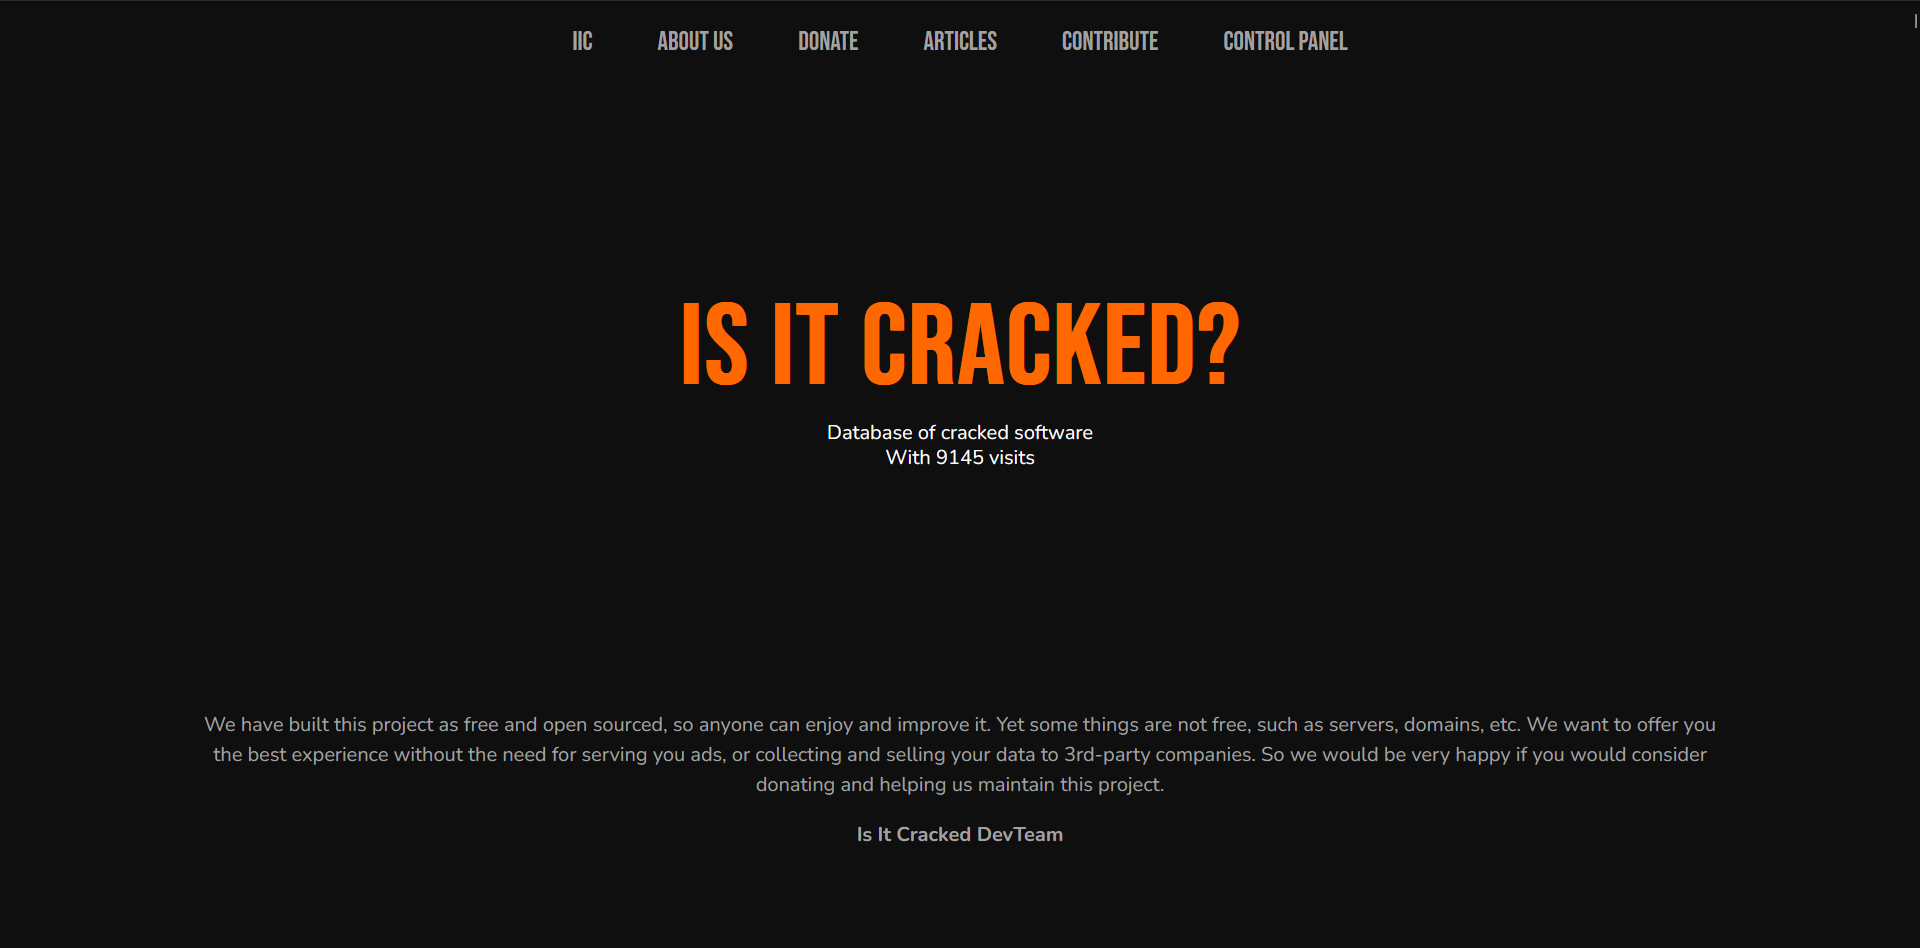 IIC ABOUT US DONATE ARTICLES CONTRIBUTE CONTROL PANEL
IS IT CRACKED?
Database of cracked software
With 9145 visits
We have built this project as free and open sourced, so anyone can enjoy and improve it. Yet some things are not free, such as servers, domains, etc. We want to offer you
the best experience without the need for serving you ads, or collecting and selling your data to 3rd-party companies. So we would be very happy if you would consider
donating and helping us maintain this project.
Is It Cracked DevTeam